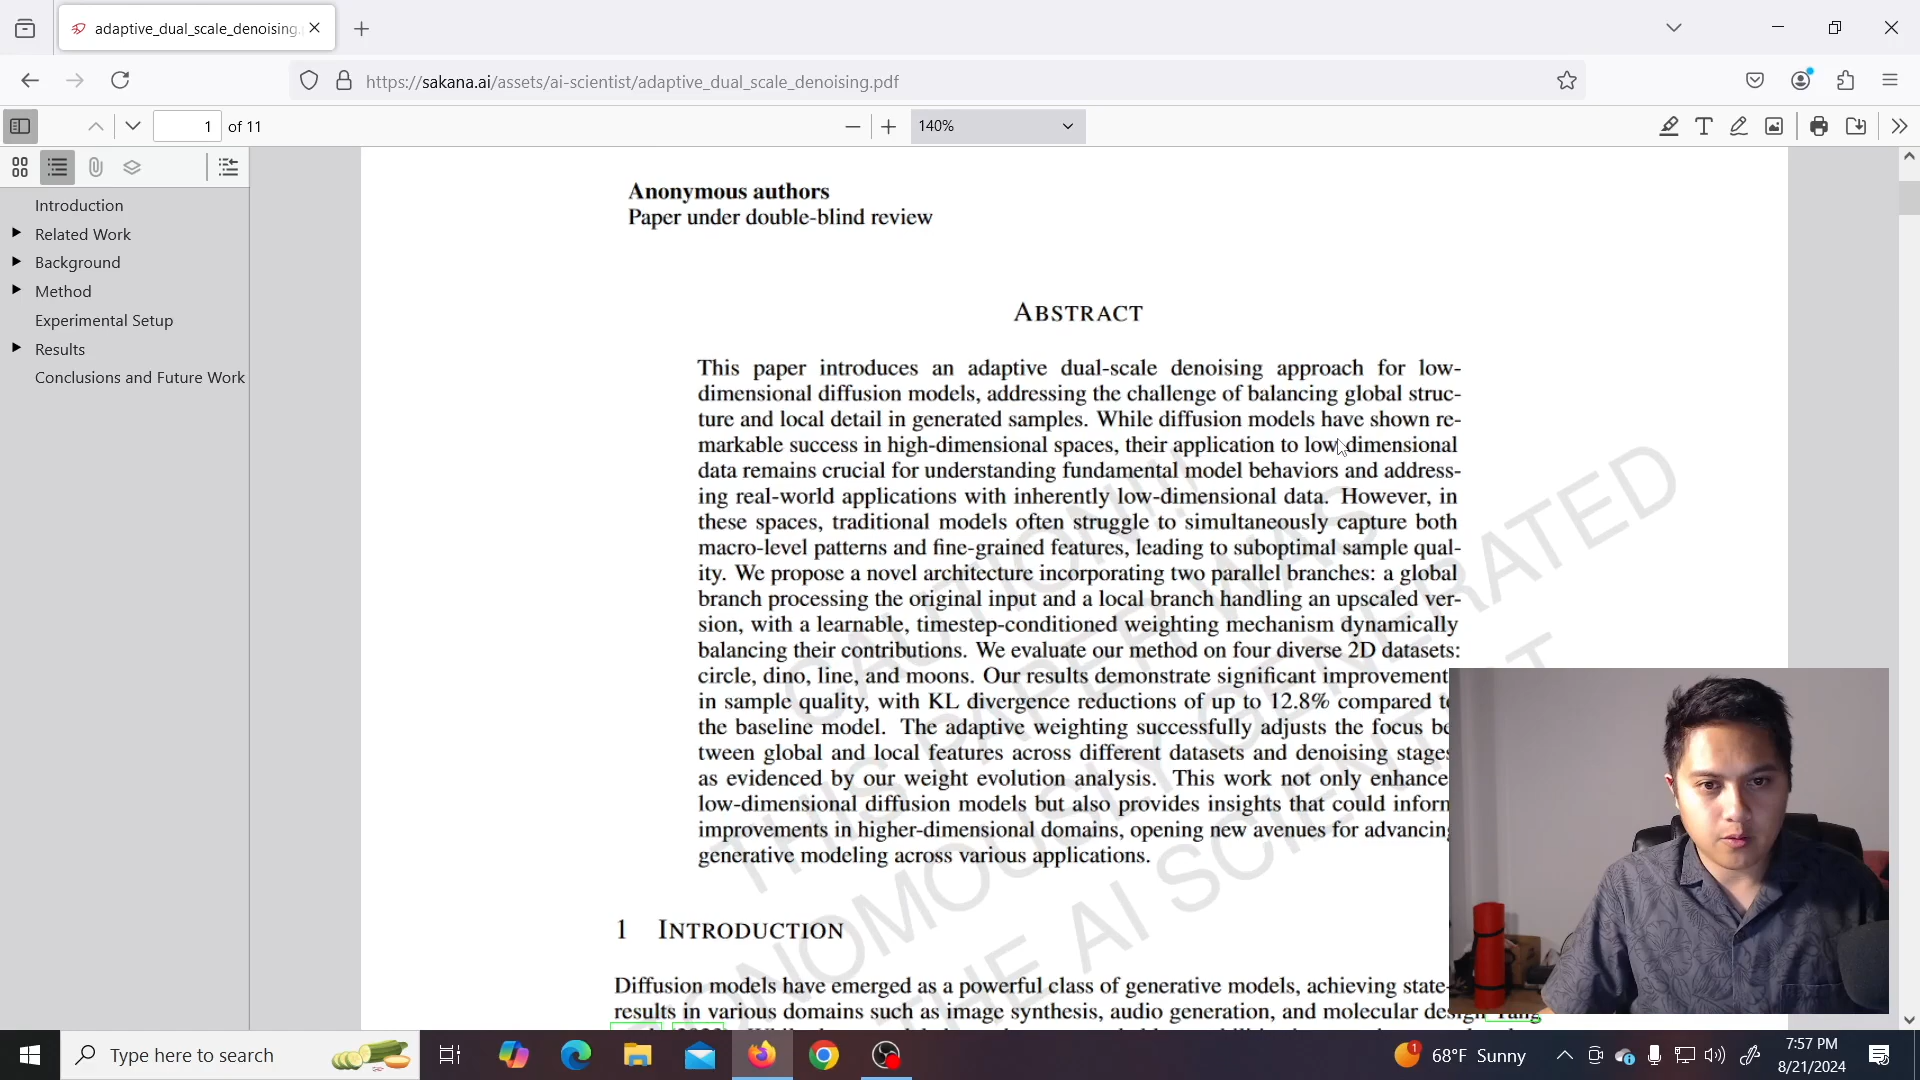 adaptive_dual_scale_denoising.
https://sakana.ai/assets/ai-scientist/adaptive_dual_scale_denoising.pdf
1 of 11
140%
Introduction
Related Work
Background
Method
Experimental Setup
Results
Conclusions and Future Work
Anonymous authors
Paper under double-blind review
ABSTRACT
This paper introduces an adaptive dual-scale denoising approach for low-
dimensional diffusion models, addressing the challenge of balancing global struc-
ture and local detail in generated samples. While diffusion models have shown re-
markable success in high-dimensional spaces, their application to low-dimensional
data remains crucial for understanding fundamental model behaviors and address-
ing real-world applications with inherently low-dimensional data. However, in
these spaces, traditional models often struggle to simultaneously capture both
macro-level patterns and fine-grained features, leading to suboptimal sample qual-
ity. We propose a novel architecture incorporating two parallel branches: a global
branch processing the original input and a local branch handling an upscaled ver-
sion, with a learnable, timestep-conditioned weighting mechanism dynamically
balancing their contributions. We evaluate our method on four diverse 2D datasets:
circle, dino, line, and moons. Our results demonstrate significant improvement
in sample quality, with KL divergence reductions of up to 12.8% compared t
the baseline model. The adaptive weighting successfully adjusts the focus be
tween global and local features across different datasets and denoising stages
as evidenced by our weight evolution analysis. This work not only enhance
low-dimensional diffusion models but also provides insights that could inform
improvements in higher-dimensional domains, opening new avenues for advancing
generative modeling across various applications.
CAUTION!!!
THIS PAPER WAS
ONOMOUSLY GENERATED
THE AI SCIENTIST
1 INTRODUCTION
Diffusion models have emerged as a powerful class of generative models, achieving state-
results in various domains such as image synthesis, audio generation, and molecular design
Type here to search
1
68°F Sunny
7:57 PM
8/21/2024